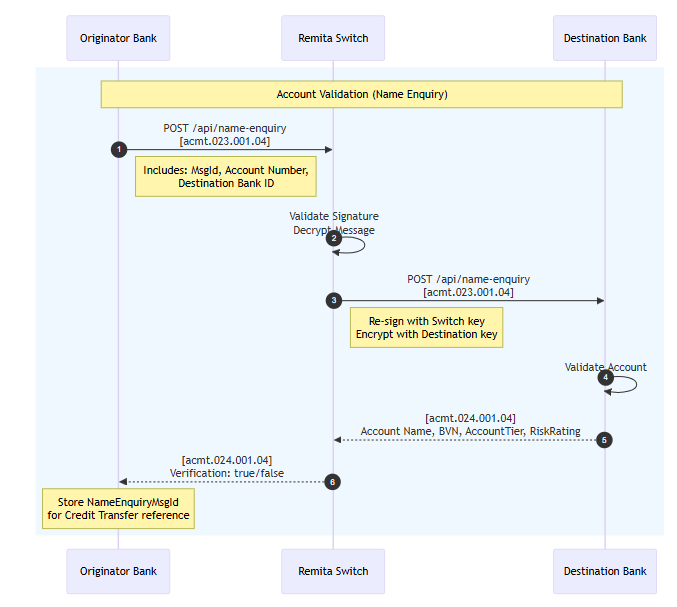 Originator Bank
Remita Switch
Destination Bank
Account Validation (Name Enquiry)
POST /api/name-enquiry
[acmt.023.001.04]
1
Includes: MsgId, Account Number,
Destination Bank ID
Validate Signature
Decrypt Message
2
POST /api/name-enquiry
[acmt.023.001.04]
3
Re-sign with Switch key
Encrypt with Destination key
Validate Account
4
[acmt.024.001.04]
Account Name, BVN, AccountTier, RiskRating
5
[acmt.024.001.04]
Verification: true/false
6
Store NameEnquiryMsgId
for Credit Transfer reference
Originator Bank
Remita Switch
Destination Bank